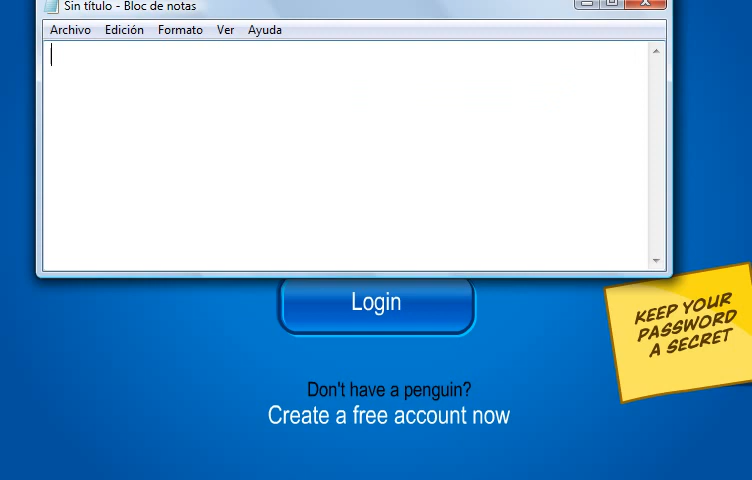 Sin título - Bloc de notas
Archivo Edición Formato Ver Ayuda
Login
KEEP YOUR
PASSWORD
A SECRET
Don't have a penguin?
Create a free account now